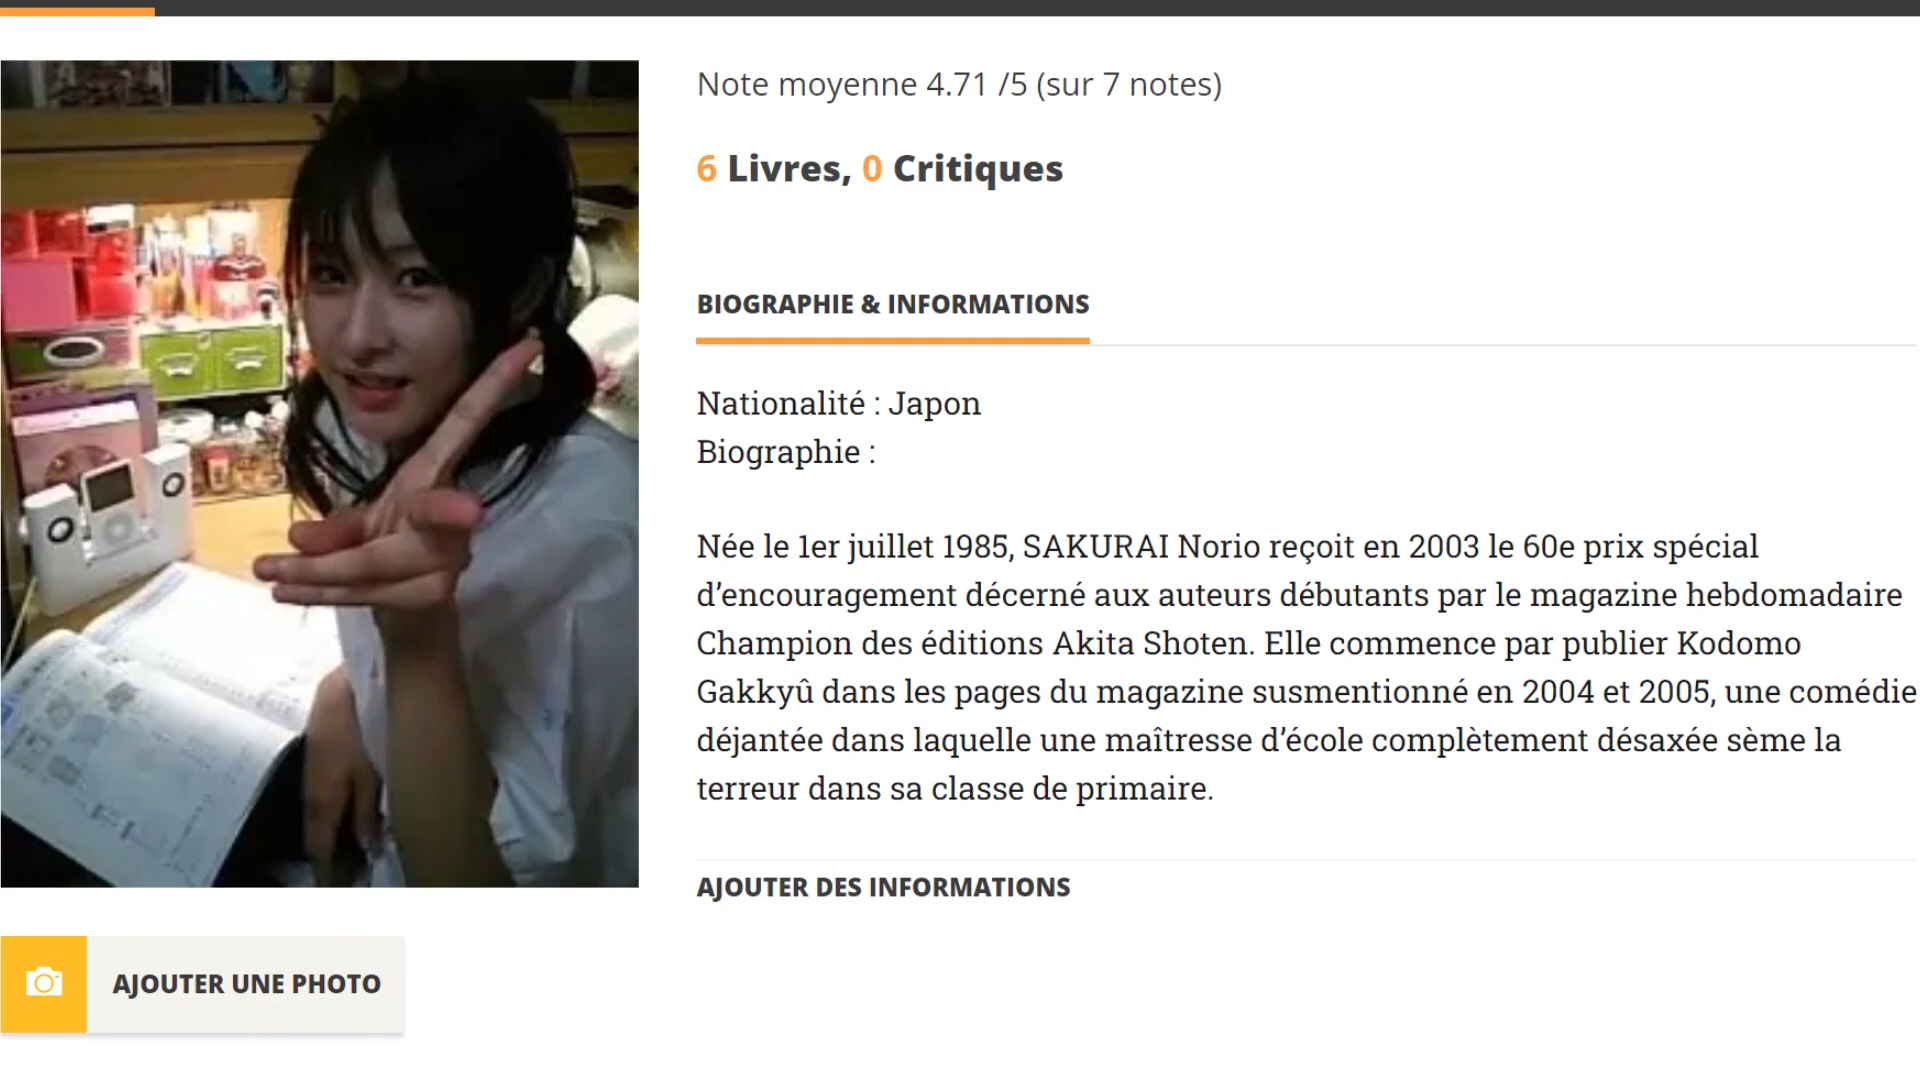 Note moyenne 4.71 /5 (sur 7 notes)
6 Livres, 0 Critiques
BIOGRAPHIE & INFORMATIONS
Nationalité : Japon
Biographie :
Née le 1er juillet 1985, SAKURAI Norio reçoit en 2003 le 60e prix spécial
d’encouragement décerné aux auteurs débutants par le magazine hebdomadaire
Champion des éditions Akita Shoten. Elle commence par publier Kodomo
Gakkyû dans les pages du magazine susmentionné en 2004 et 2005, une comédie
déjantée dans laquelle une maîtresse d’école complètement désaxée sème la
terreur dans sa classe de primaire.
AJOUTER DES INFORMATIONS
AJOUTER UNE PHOTO